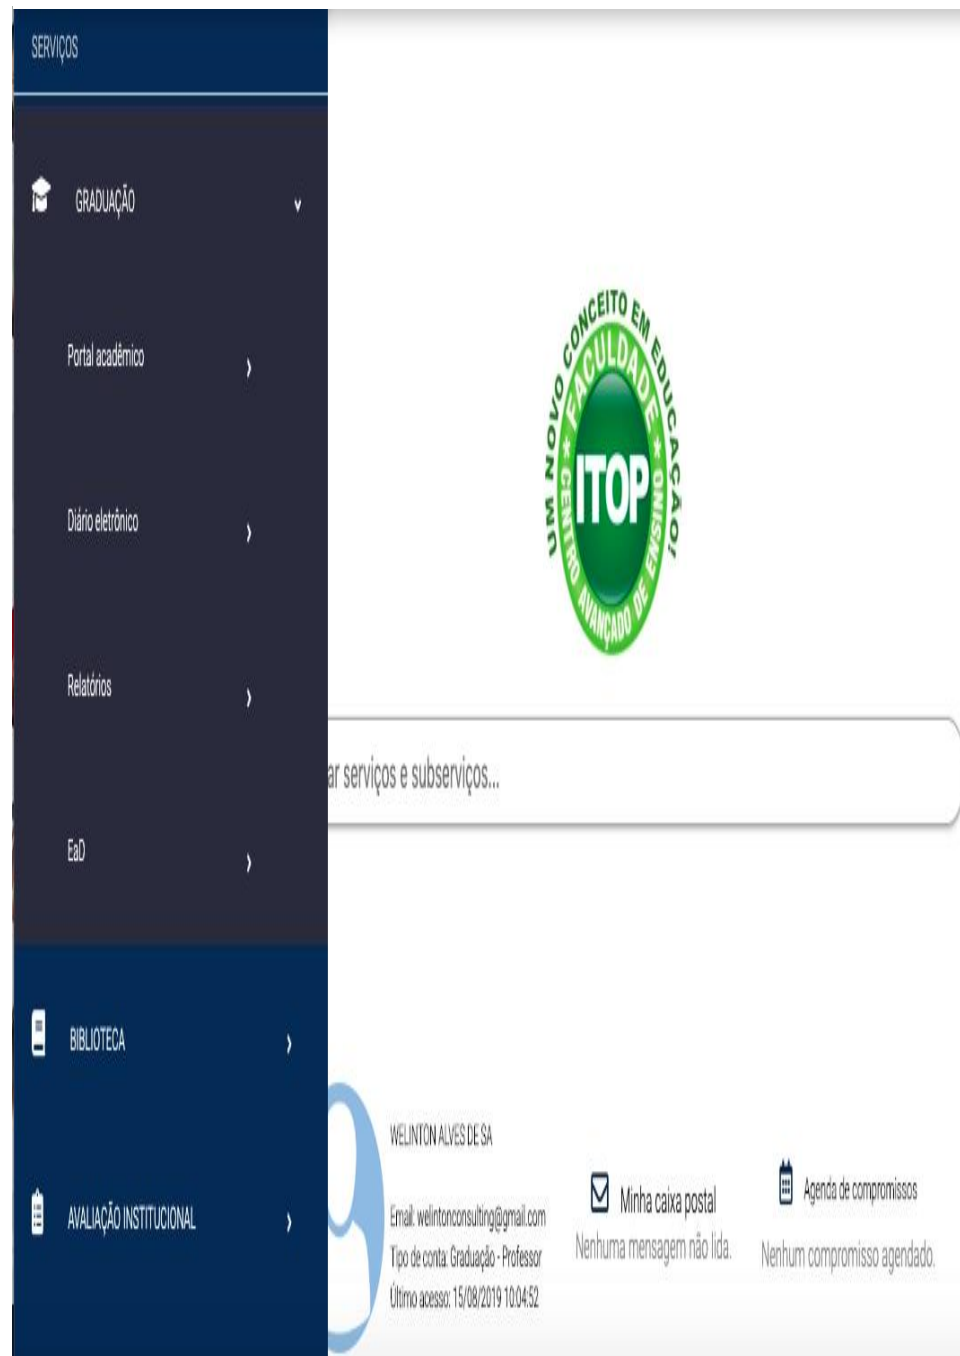 SERVIÇOS
GRADUAÇÃO
Portal acadêmico
Diário eletrônico
Relatórios
EaD
BIBLIOTECA
AVALIAÇÃO INSTITUCIONAL
UM NOVO CONCEITO EM EDUCAÇÃO!
FACULDADE
ITOP
CENTRO AVANÇADO DE ENSINO
ar serviços e subserviços...
WELINTON ALVES DE SA
Email: welintonconsulting@gmail.com
Tipo de conta: Graduação - Professor
Último acesso: 15/08/2019 10:04:52
Minha caixa postal
Nenhuma mensagem não lida.
Agenda de compromissos
Nenhum compromisso agendado.